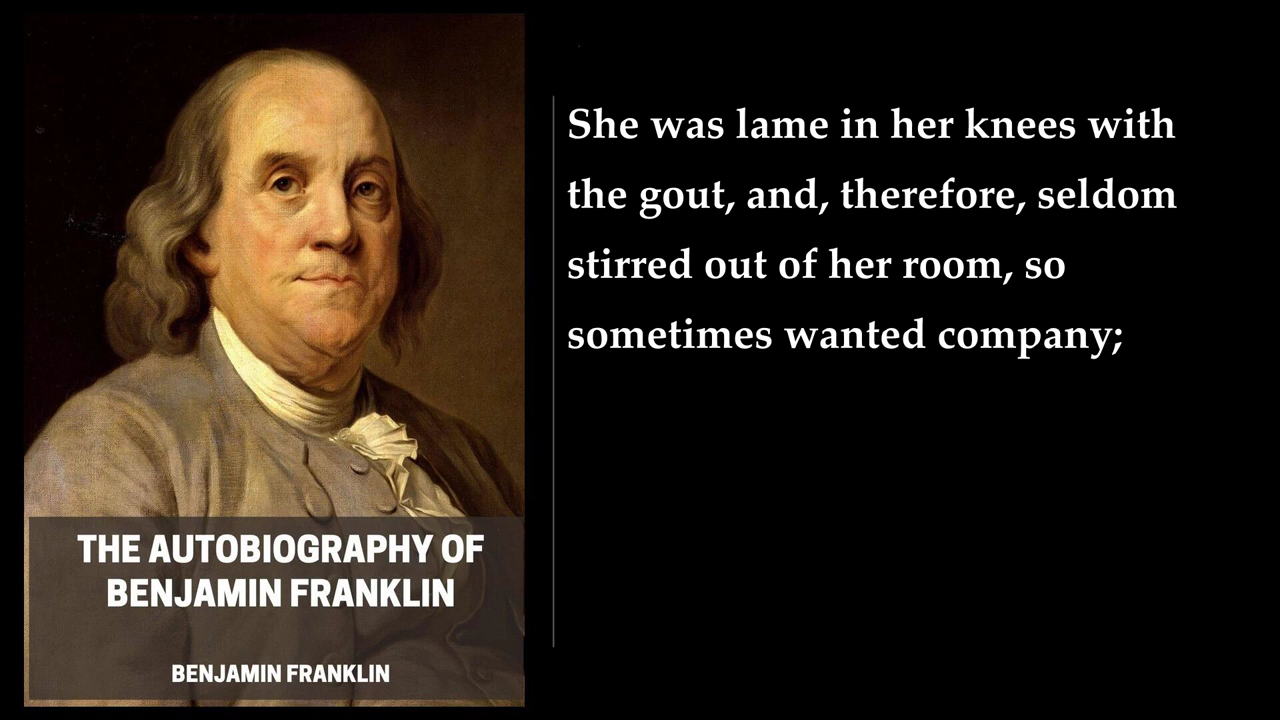 She was lame in her knees with
the gout, and, therefore, seldom
stirred out of her room, so
sometimes wanted company;
THE AUTOBIOGRAPHY OF
BENJAMIN FRANKLIN
BENJAMIN FRANKLIN